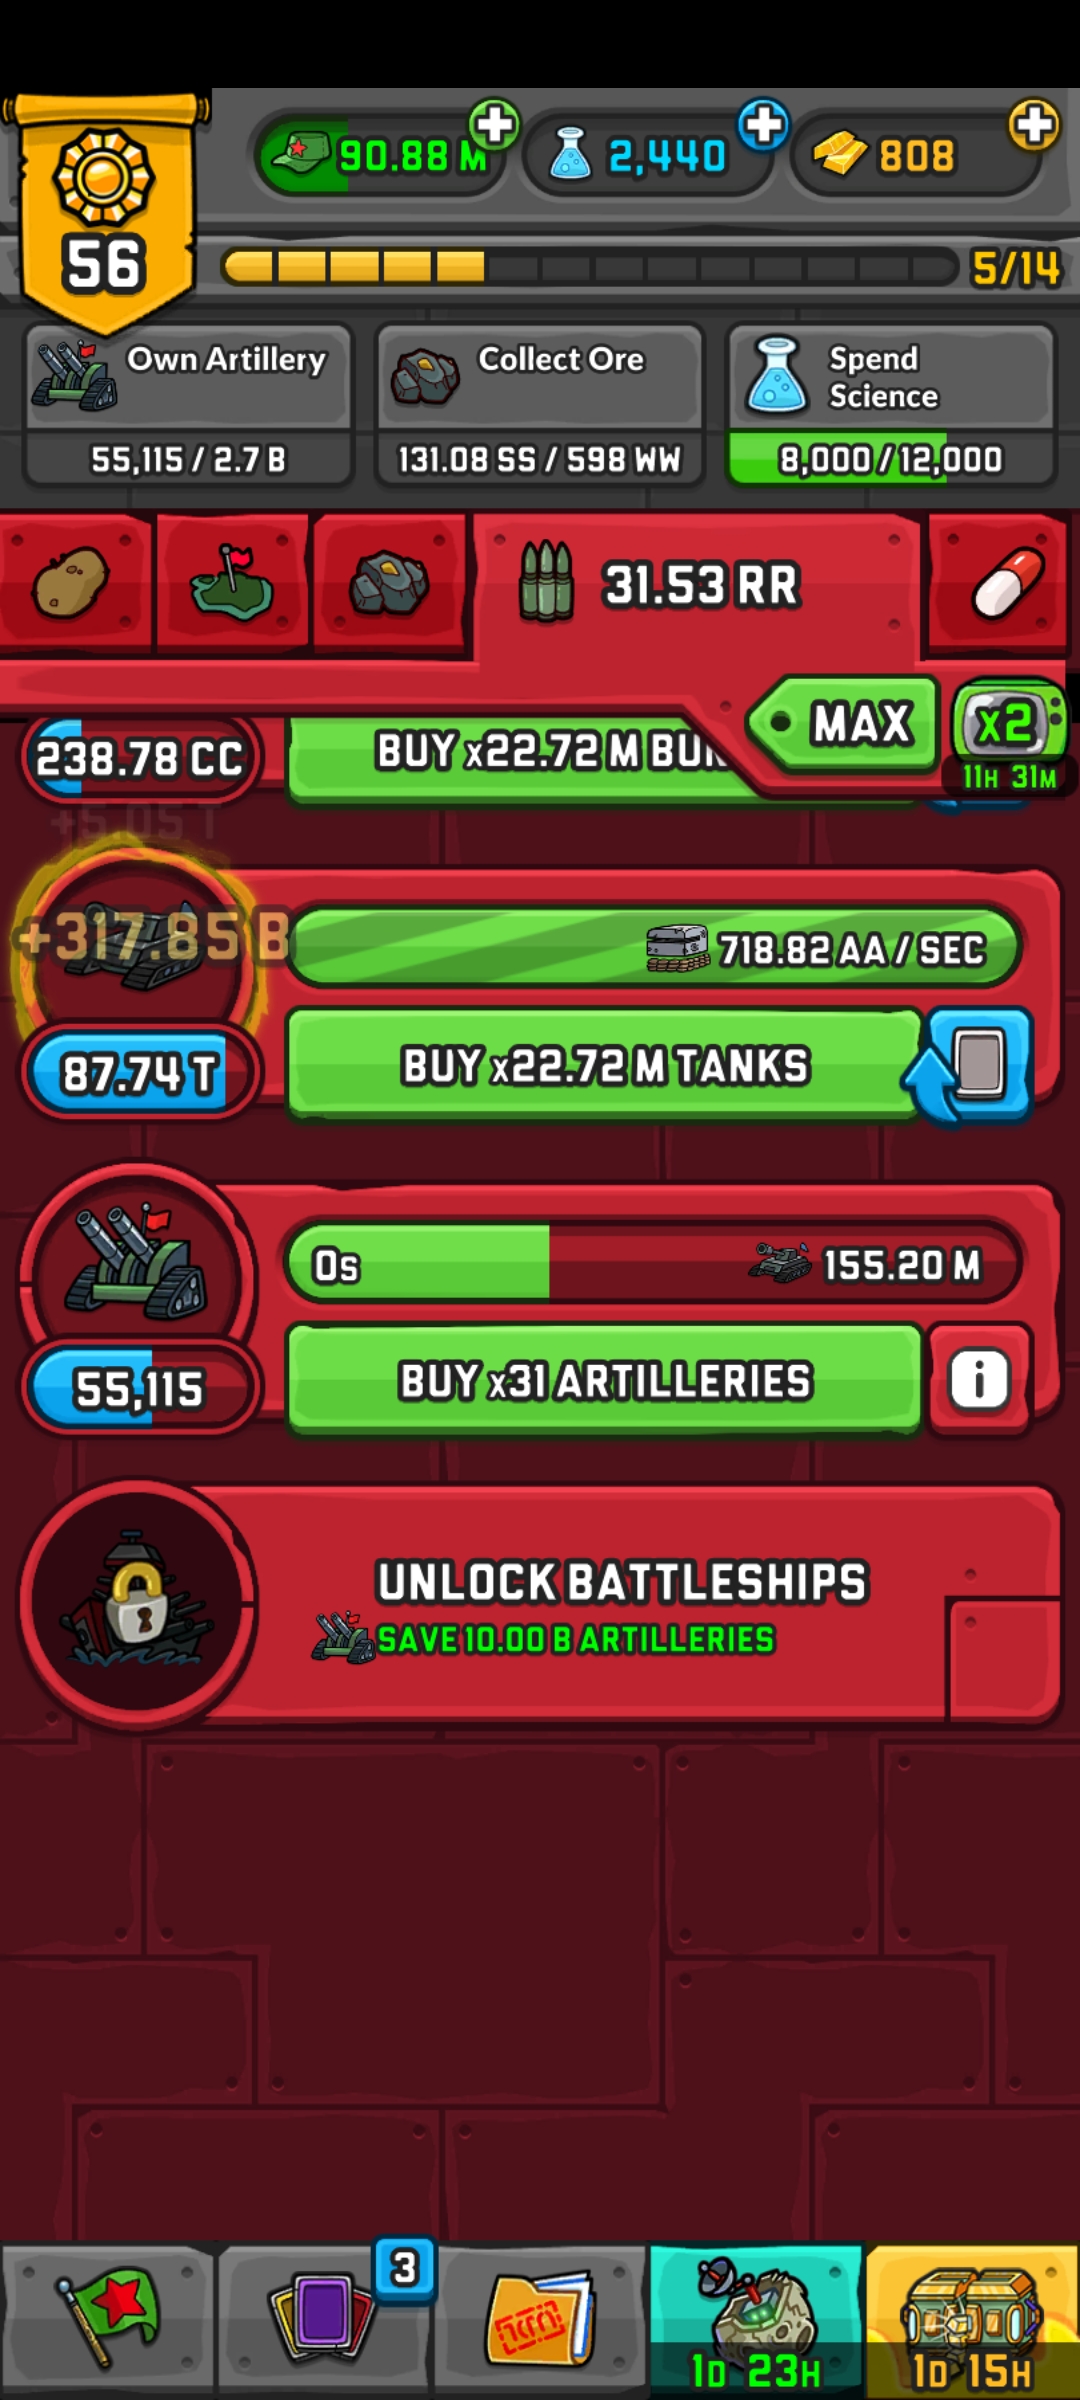 90.88 M
2,440
808
56
5/14
Own Artillery
55,115 / 2.7 B
Collect Ore
131.08 SS / 598 WW
Spend
Science
8,000 / 12,000
31.53 RR
MAX
x2
11H 31M
238.78 CC
BUY x22.72 M BUN
+5.05 T
+317.85 B
718.82 AA / SEC
87.74 T
BUY x22.72 M TANKS
0s
155.20 M
55,115
BUY x31 ARTILLERIES
i
UNLOCK BATTLESHIPS
SAVE 10.00 B ARTILLERIES
3
1D 23H
1D 15H